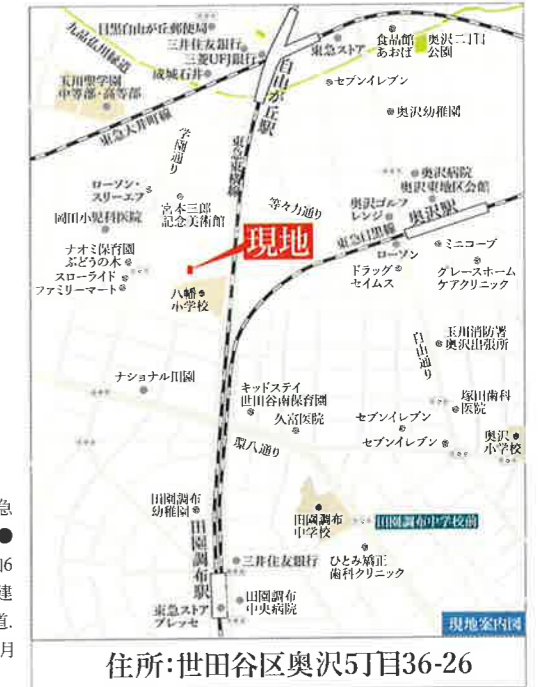 九品仏川緑道
目黒自由が丘郵便局
三井住友銀行
三菱UFJ銀行
成城石井
玉川聖学園
中等部・高等部
東急大井町線
自由が丘駅
東急ストア
食品館
あおば
奥沢二丁目
公園
セブンイレブン
奥沢幼稚園
学園通り
東急東横線
ローソン・
スリーエフ
宮本三郎
記念美術館
岡田小児科医院
等々力通り
奥沢病院
奥沢東地区会館
奥沢ゴルフ
レンジ
奥沢駅
現地
東急目黒線
ローソン
ミニコープ
ナオミ保育園
ぶどうの木
スローライド
ファミリーマート
八幡
小学校
ドラッグ
セイムス
グレースホーム
ケアクリニック
自由通り
玉川消防署
奥沢出張所
ナショナル田園
キッドステイ
世田谷南保育園
久富医院
セブンイレブン
セブンイレブン
塚田歯科
医院
奥沢
小学校
環八通り
田園調布
幼稚園
田園調布駅
田園調布
中学校
田園調布中学校前
三井住友銀行
ひとみ矯正
歯科クリニック
東急ストア
プレッセ
田園調布
中央病院
現地案内図
急
●
16
建
道.
月
住所:世田谷区奥沢5丁目36-26